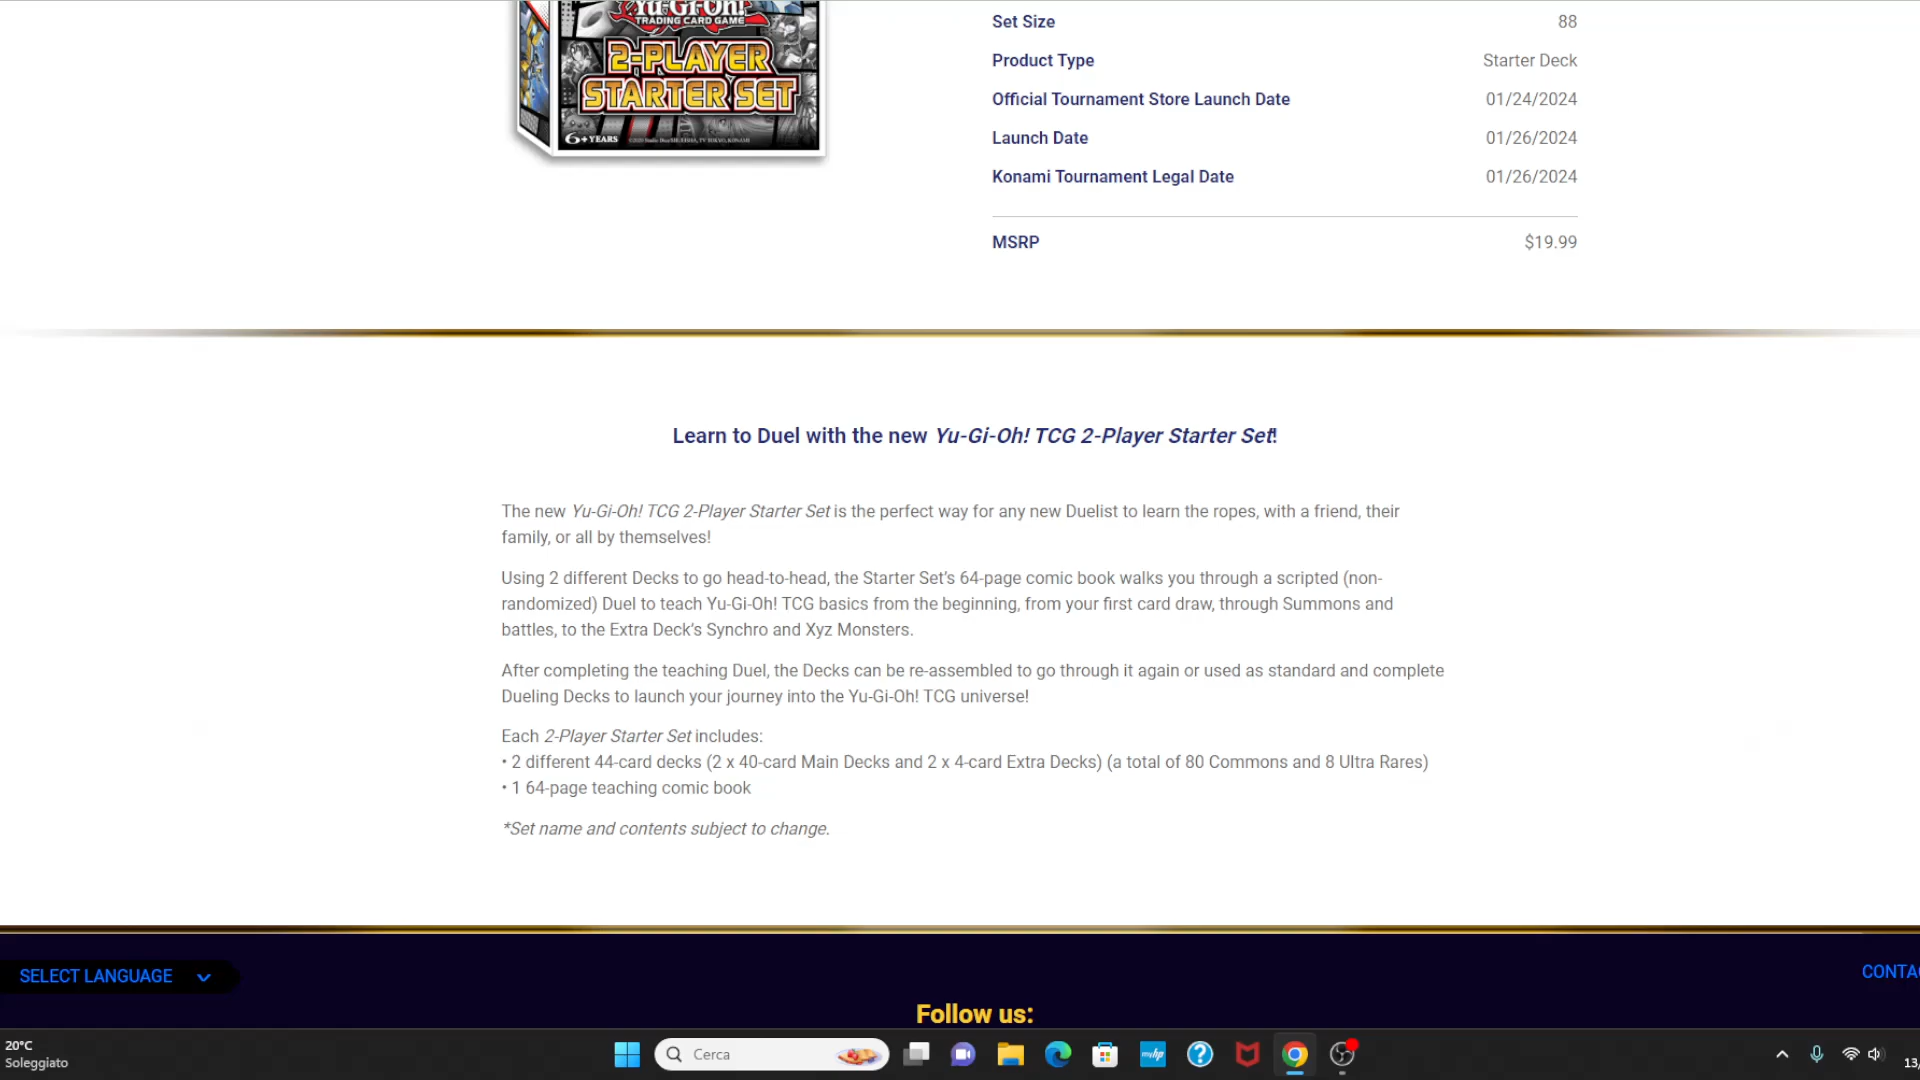 Yu-Gi-Oh!
TRADING CARD GAME
2-PLAYER
STARTER SET
6+ YEARS
Set Size 88
Product Type Starter Deck
Official Tournament Store Launch Date 01/24/2024
Launch Date 01/26/2024
Konami Tournament Legal Date 01/26/2024
MSRP $19.99
Learn to Duel with the new Yu-Gi-Oh! TCG 2-Player Starter Set!
The new Yu-Gi-Oh! TCG 2-Player Starter Set is the perfect way for any new Duelist to learn the ropes, with a friend, their
family, or all by themselves!
Using 2 different Decks to go head-to-head, the Starter Set’s 64-page comic book walks you through a scripted (non-
randomized) Duel to teach Yu-Gi-Oh! TCG basics from the beginning, from your first card draw, through Summons and
battles, to the Extra Deck’s Synchro and Xyz Monsters.
After completing the teaching Duel, the Decks can be re-assembled to go through it again or used as standard and complete
Dueling Decks to launch your journey into the Yu-Gi-Oh! TCG universe!
Each 2-Player Starter Set includes:
• 2 different 44-card decks (2 x 40-card Main Decks and 2 x 4-card Extra Decks) (a total of 80 Commons and 8 Ultra Rares)
• 1 64-page teaching comic book
*Set name and contents subject to change.
SELECT LANGUAGE
CONTA
Follow us:
20°C
Soleggiato
Cerca
myhp
13/